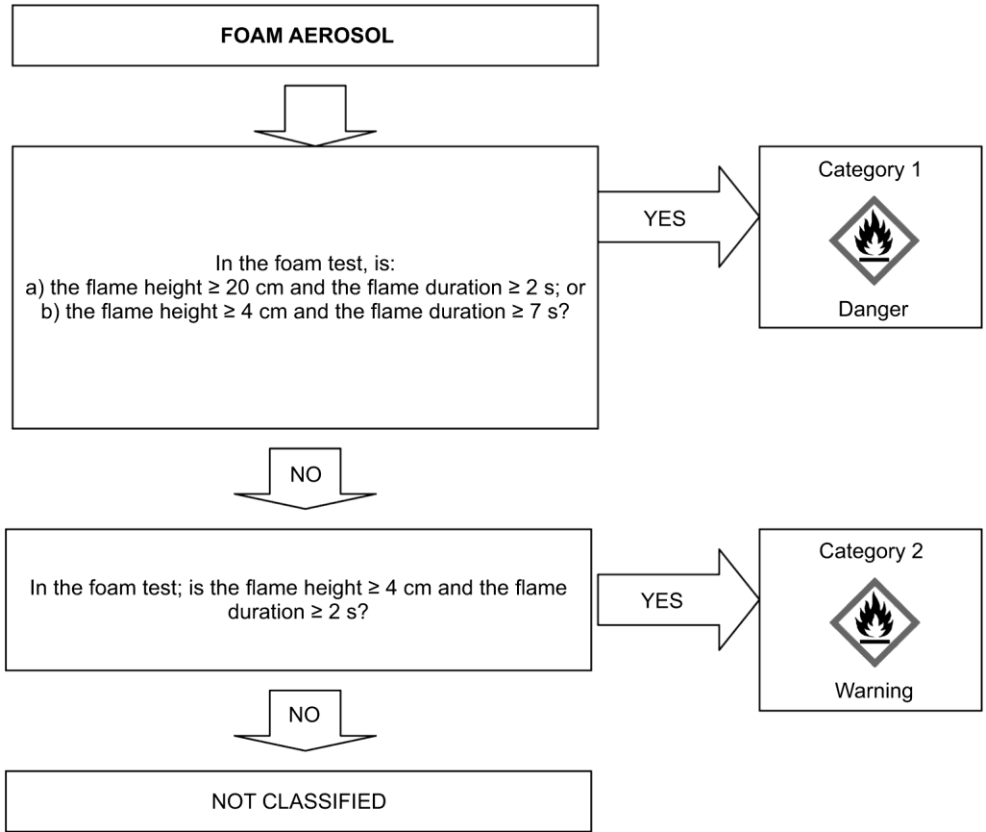 FOAM AEROSOL
In the foam test, is:
a) the flame height ≥ 20 cm and the flame duration ≥ 2 s; or
b) the flame height ≥ 4 cm and the flame duration ≥ 7 s?
YES
Category 1
Danger
NO
In the foam test; is the flame height ≥ 4 cm and the flame
duration ≥ 2 s?
YES
Category 2
Warning
NO
NOT CLASSIFIED